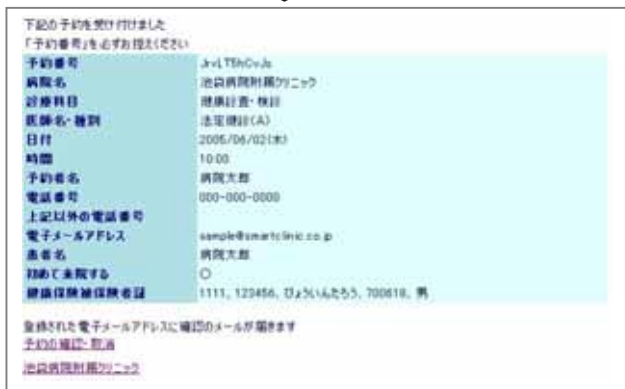 下記の予約を受け付けました
「予約番号」を必ずお控えください
予約番号 JrvLT5hCvJs
病院名 池袋病院附属クリニック
診療科目 健康診査・検診
医師名・種別 法定健診(A)
日付 2005/06/02(木)
時間 10:00
予約者名 病院太郎
電話番号 000-000-0000
上記以外の電話番号
電子メールアドレス sample@smartclinic.co.jp
患者名 病院太郎
初めて来院する ○
健康保険被保険者証 1111, 123456, びょういんたろう, 700618, 男
登録された電子メールアドレスに確認のメールが届きます
予約の確認・取消
池袋病院附属クリニック